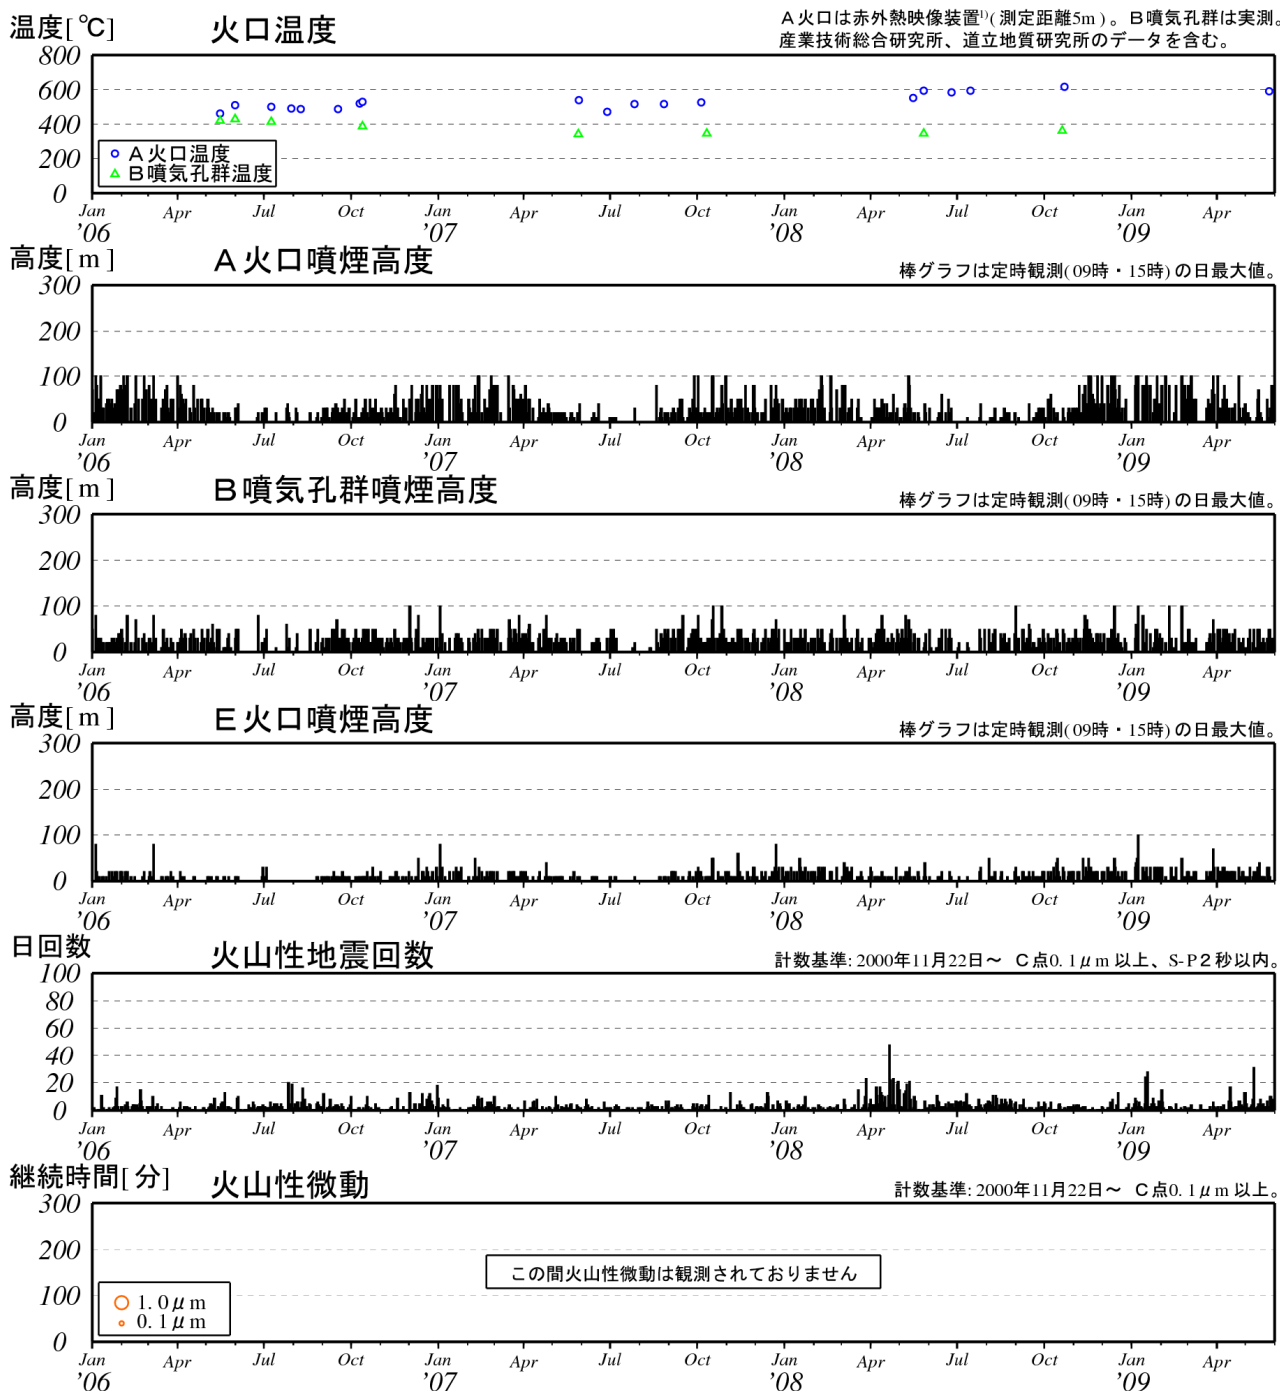 温度[℃] 火口温度 A火口は赤外熱映像装置¹⁾(測定距離5m)。B噴気孔群は実測。
産業技術総合研究所、道立地質研究所のデータを含む。
800
600
400
200
0
A火口温度
B噴気孔群温度
Jan Apr Jul Oct Jan Apr Jul Oct Jan Apr Jul Oct Jan Apr
'06 '07 '08 '09
高度[m] A火口噴煙高度 棒グラフは定時観測(09時・15時)の日最大値。
300
200
100
0
Jan Apr Jul Oct Jan Apr Jul Oct Jan Apr Jul Oct Jan Apr
'06 '07 '08 '09
高度[m] B噴気孔群噴煙高度 棒グラフは定時観測(09時・15時)の日最大値。
300
200
100
0
Jan Apr Jul Oct Jan Apr Jul Oct Jan Apr Jul Oct Jan Apr
'06 '07 '08 '09
高度[m] E火口噴煙高度 棒グラフは定時観測(09時・15時)の日最大値。
300
200
100
0
Jan Apr Jul Oct Jan Apr Jul Oct Jan Apr Jul Oct Jan Apr
'06 '07 '08 '09
日回数 火山性地震回数 計数基準:2000年11月22日〜 C点0.1μm以上、S-P2秒以内。
100
80
60
40
20
0
Jan Apr Jul Oct Jan Apr Jul Oct Jan Apr Jul Oct Jan Apr
'06 '07 '08 '09
継続時間[分] 火山性微動 計数基準:2000年11月22日〜 C点0.1μm以上。
300
200
100
0
この間火山性微動は観測されておりません
1.0μm
0.1μm
Jan Apr Jul Oct Jan Apr Jul Oct Jan Apr Jul Oct Jan Apr
'06 '07 '08 '09